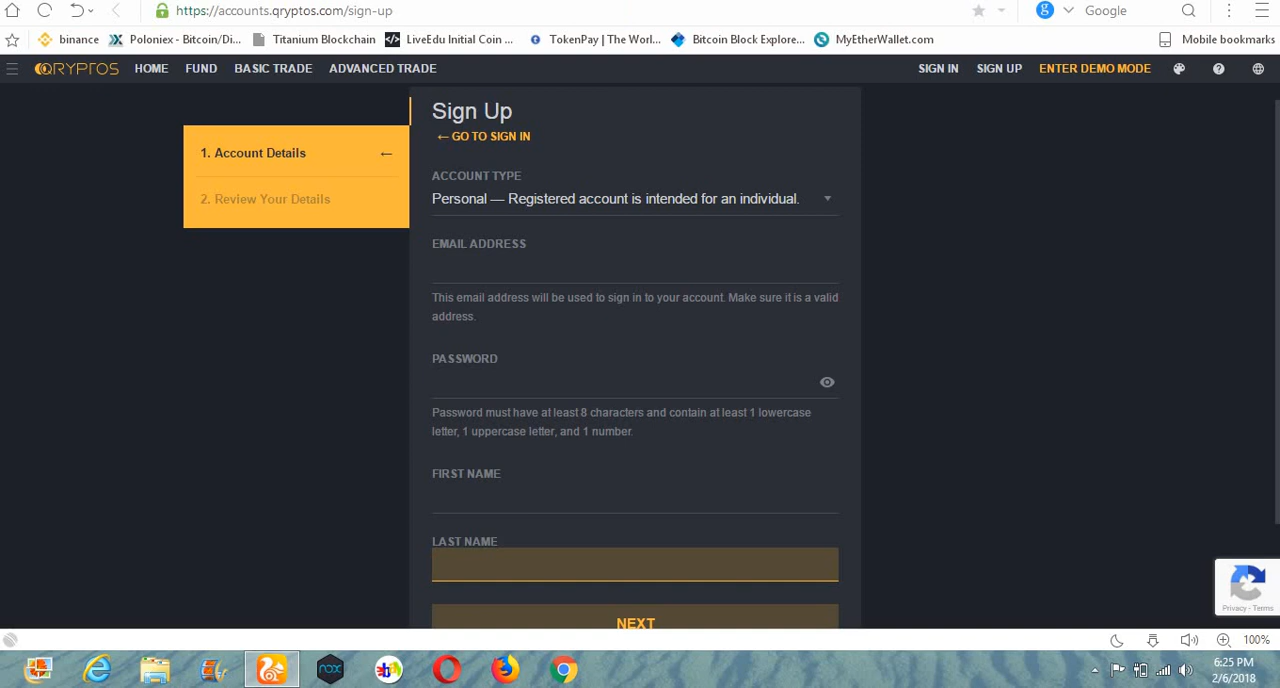 https://accounts.qryptos.com/sign-up
Google
binance
Poloniex - Bitcoin/Di...
Titanium Blockchain
LiveEdu Initial Coin ...
TokenPay | The Worl...
Bitcoin Block Explore...
MyEtherWallet.com
Mobile bookmarks
QRYPTOS
HOME
FUND
BASIC TRADE
ADVANCED TRADE
SIGN IN
SIGN UP
ENTER DEMO MODE
1. Account Details
2. Review Your Details
Sign Up
←GO TO SIGN IN
ACCOUNT TYPE
Personal — Registered account is intended for an individual.
EMAIL ADDRESS
This email address will be used to sign in to your account. Make sure it is a valid
address.
PASSWORD
Password must have at least 8 characters and contain at least 1 lowercase
letter, 1 uppercase letter, and 1 number.
FIRST NAME
LAST NAME
NEXT
Privacy - Terms
100%
nox
6:25 PM
2/6/2018